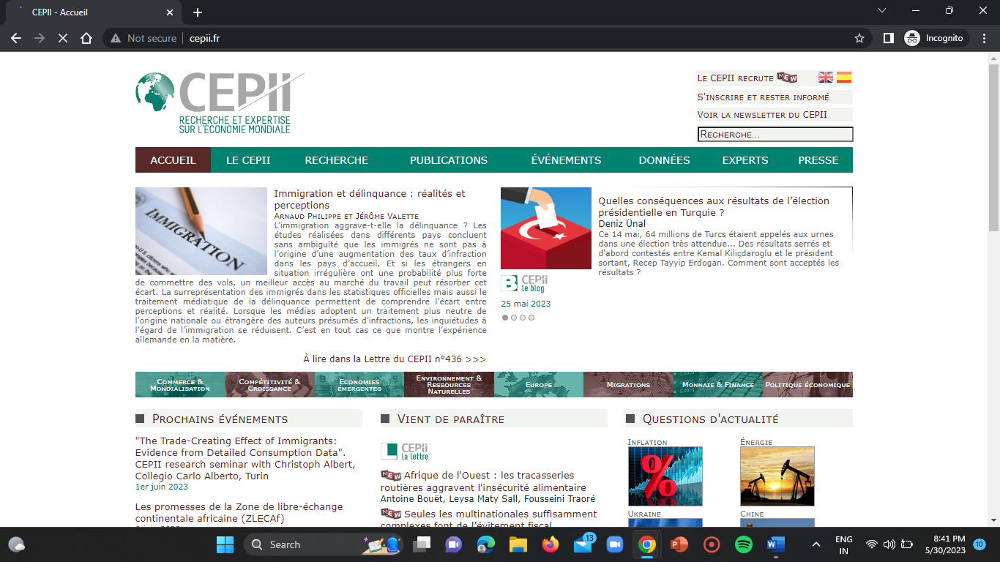 CEPII - Accueil
Not secure
cepii.fr
Incognito
CEPII
RECHERCHE ET EXPERTISE
SUR L'ÉCONOMIE MONDIALE
Le CEPII recrute NEW
S'inscrire et rester informé
Voir la newsletter du CEPII
Recherche...
ACCUEIL LE CEPII RECHERCHE PUBLICATIONS ÉVÉNEMENTS DONNÉES EXPERTS PRESSE
IMMIGRATION
Immigration et délinquance : réalités et
perceptions
Arnaud Philippe et Jérôme Valette
L’immigration aggrave-t-elle la délinquance ? Les
études réalisées dans différents pays concluent
sans ambiguïté que les immigrés ne sont pas à
l’origine d’une augmentation des taux d’infraction
dans les pays d’accueil. Et si les étrangers en
situation irrégulière ont une probabilité plus forte
de commettre des vols, un meilleur accès au marché du travail peut résorber cet
écart. La surreprésentation des immigrés dans les statistiques officielles mais aussi le
traitement médiatique de la délinquance permettent de comprendre l’écart entre
perceptions et réalité. Lorsque les médias adoptent un traitement plus neutre de
l’origine nationale ou étrangère des auteurs présumés d’infractions, les inquiétudes à
l’égard de l’immigration se réduisent. C’est en tout cas ce que montre l’expérience
allemande en la matière.
À lire dans la Lettre du CEPII n°436 >>>
B CEPII
le blog
25 mai 2023
Quelles conséquences aux résultats de l’élection
présidentielle en Turquie ?
Deniz Ünal
Ce 14 mai, 64 millions de Turcs étaient appelés aux urnes
dans une élection très attendue... Des résultats serrés et
d'abord contestés entre Kemal Kiliçdaroglu et le président
sortant, Recep Tayyip Erdogan. Comment sont acceptés les
résultats ?
Commerce &
Mondialisation
Compétitivité &
Croissance
Economies
émergentes
Environnement &
Ressources
Naturelles
Europe
Migrations
Monnaie & Finance
Politique économique
Prochains événements
"The Trade-Creating Effect of Immigrants:
Evidence from Detailed Consumption Data".
CEPII research seminar with Christoph Albert,
Collegio Carlo Alberto, Turin
1er juin 2023
Les promesses de la Zone de libre-échange
continentale africaine (ZLECAf)
Vient de paraître
CEPII
la lettre
NEW Afrique de l'Ouest : les tracasseries
routières aggravent l'insécurité alimentaire
Antoine Bouët, Leysa Maty Sall, Fousseini Traoré
NEW Seules les multinationales suffisamment
complexes font de l’évitement fiscal
Questions d'actualité
Inflation
%
Énergie
Ukraine
Chine
Search
13
ENG
IN
8:41 PM
5/30/2023
10